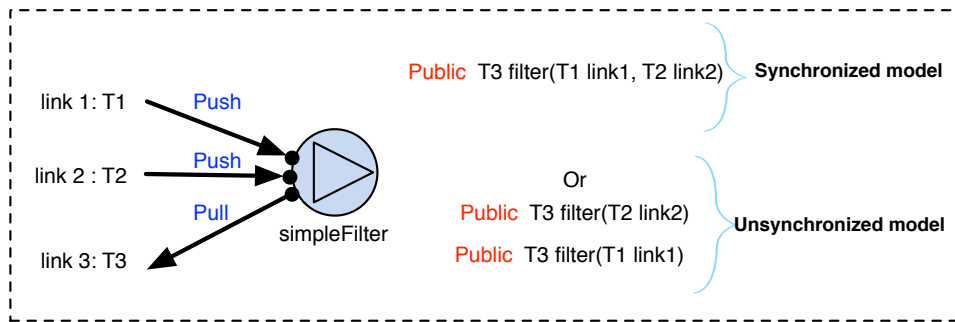 link 1: T1
Push
link 2 : T2
Push
Pull
link 3: T3
simpleFilter
Public T3 filter(T1 link1, T2 link2)
Synchronized model
Or
Public T3 filter(T2 link2)
Public T3 filter(T1 link1)
Unsynchronized model